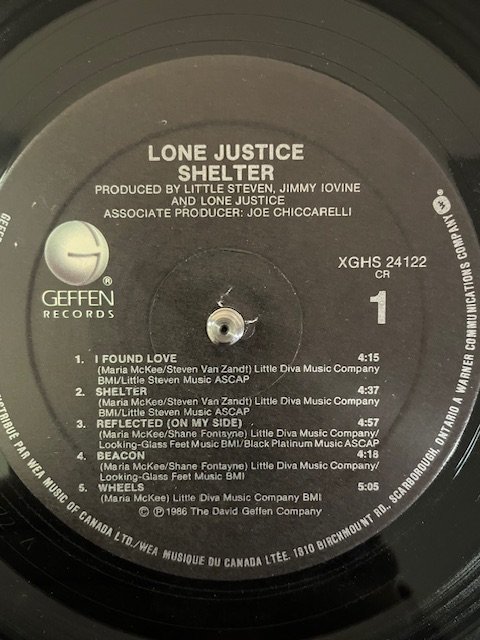 LONE JUSTICE
SHELTER
PRODUCED BY LITTLE STEVEN, JIMMY IOVINE
AND LONE JUSTICE
ASSOCIATE PRODUCER: JOE CHICCARELLI
G
®
GEFFEN
RECORDS
XGHS 24122
CR
1
1. I FOUND LOVE 4:15
(Maria McKee/Steven Van Zandt) Little Diva Music Company
BMI/Little Steven Music ASCAP
2. SHELTER 4:37
(Maria McKee/Steven Van Zandt) Little Diva Music Company
BMI/Little Steven Music ASCAP
3. REFLECTED (ON MY SIDE) 4:57
(Maria McKee/Shane Fontayne) Little Diva Music Company/
Looking-Glass Feet Music BMI/Black Platinum Music ASCAP
4. BEACON 4:18
(Maria McKee/Shane Fontayne) Little Diva Music Company/
Looking-Glass Feet Music BMI
5. WHEELS 5:05
(Maria McKee) Little Diva Music Company BMI
© ℗ 1986 The David Geffen Company
PAR WEA MUSIC OF CANADA LTD./WEA MUSIQUE DU CANADA LTÉE. 1810 BIRCHMOUNT RD., SCARBOROUGH, ONTARIO A WARNER COMMUNICATIONS COMPANY